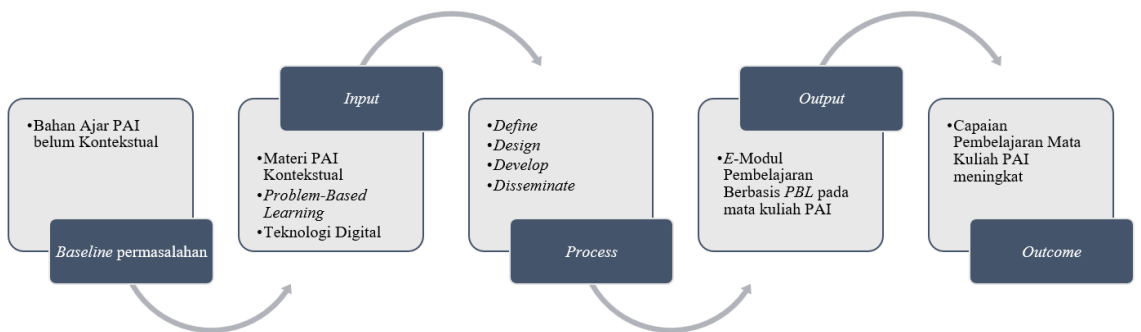 •Bahan Ajar PAI
belum Kontekstual
Baseline permasalahan
Input
•Materi PAI
Kontekstual
•Problem-Based
Learning
•Teknologi Digital
•Define
•Design
•Develop
•Disseminate
Process
Output
•E-Modul
Pembelajaran
Berbasis PBL pada
mata kuliah PAI
•Capaian
Pembelajaran Mata
Kuliah PAI
meningkat
Outcome